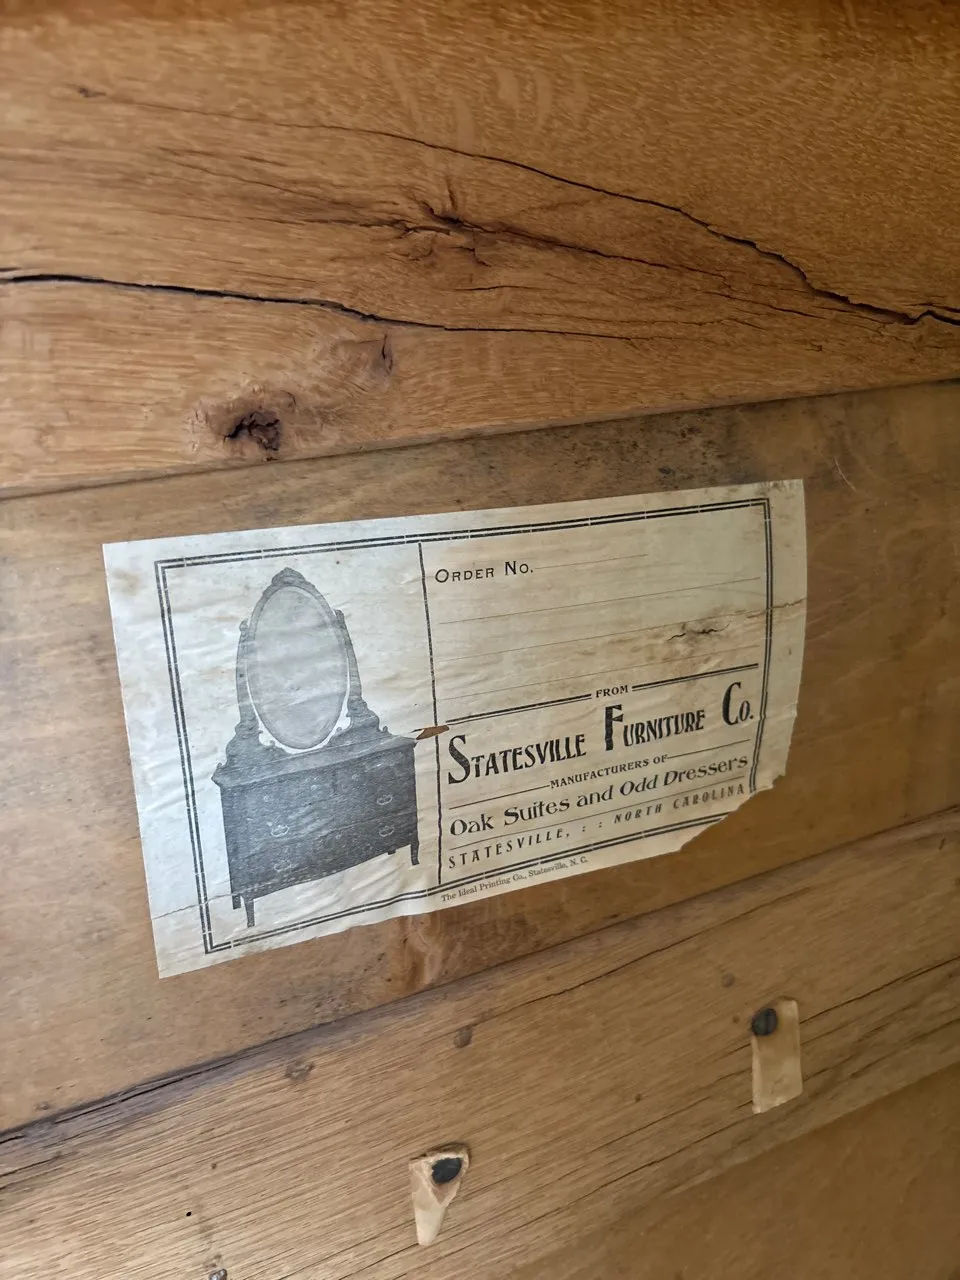 ORDER NO.
FROM
STATESVILLE FURNITURE CO.
MANUFACTURERS OF
Oak Suites and Odd Dressers
STATESVILLE, : : NORTH CAROLINA
The Ideal Printing Co., Statesville, N. C.